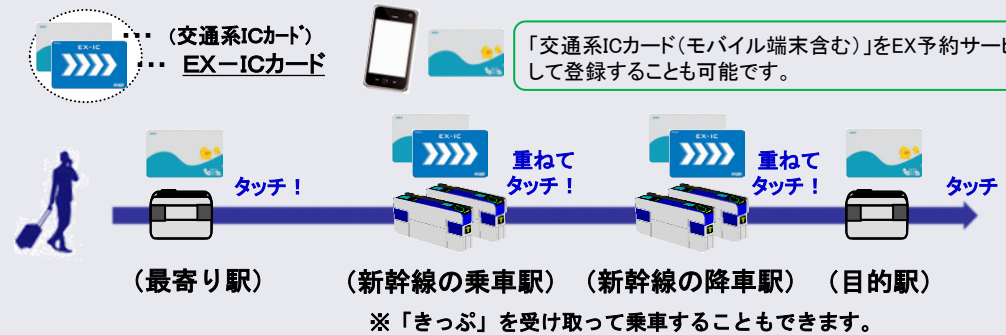 … （交通系ICカード）
… EX－ICカード
「交通系ICカード（モバイル端末含む）」をEX予約サービ
して登録することも可能です。
EX-IC
EX-IC
EX-IC
重ねて
タッチ！
重ねて
タッチ！
タッチ！
タッチ
（最寄り駅）
（新幹線の乗車駅）
（新幹線の降車駅）
（目的駅）
※「きっぷ」を受け取って乗車することもできます。